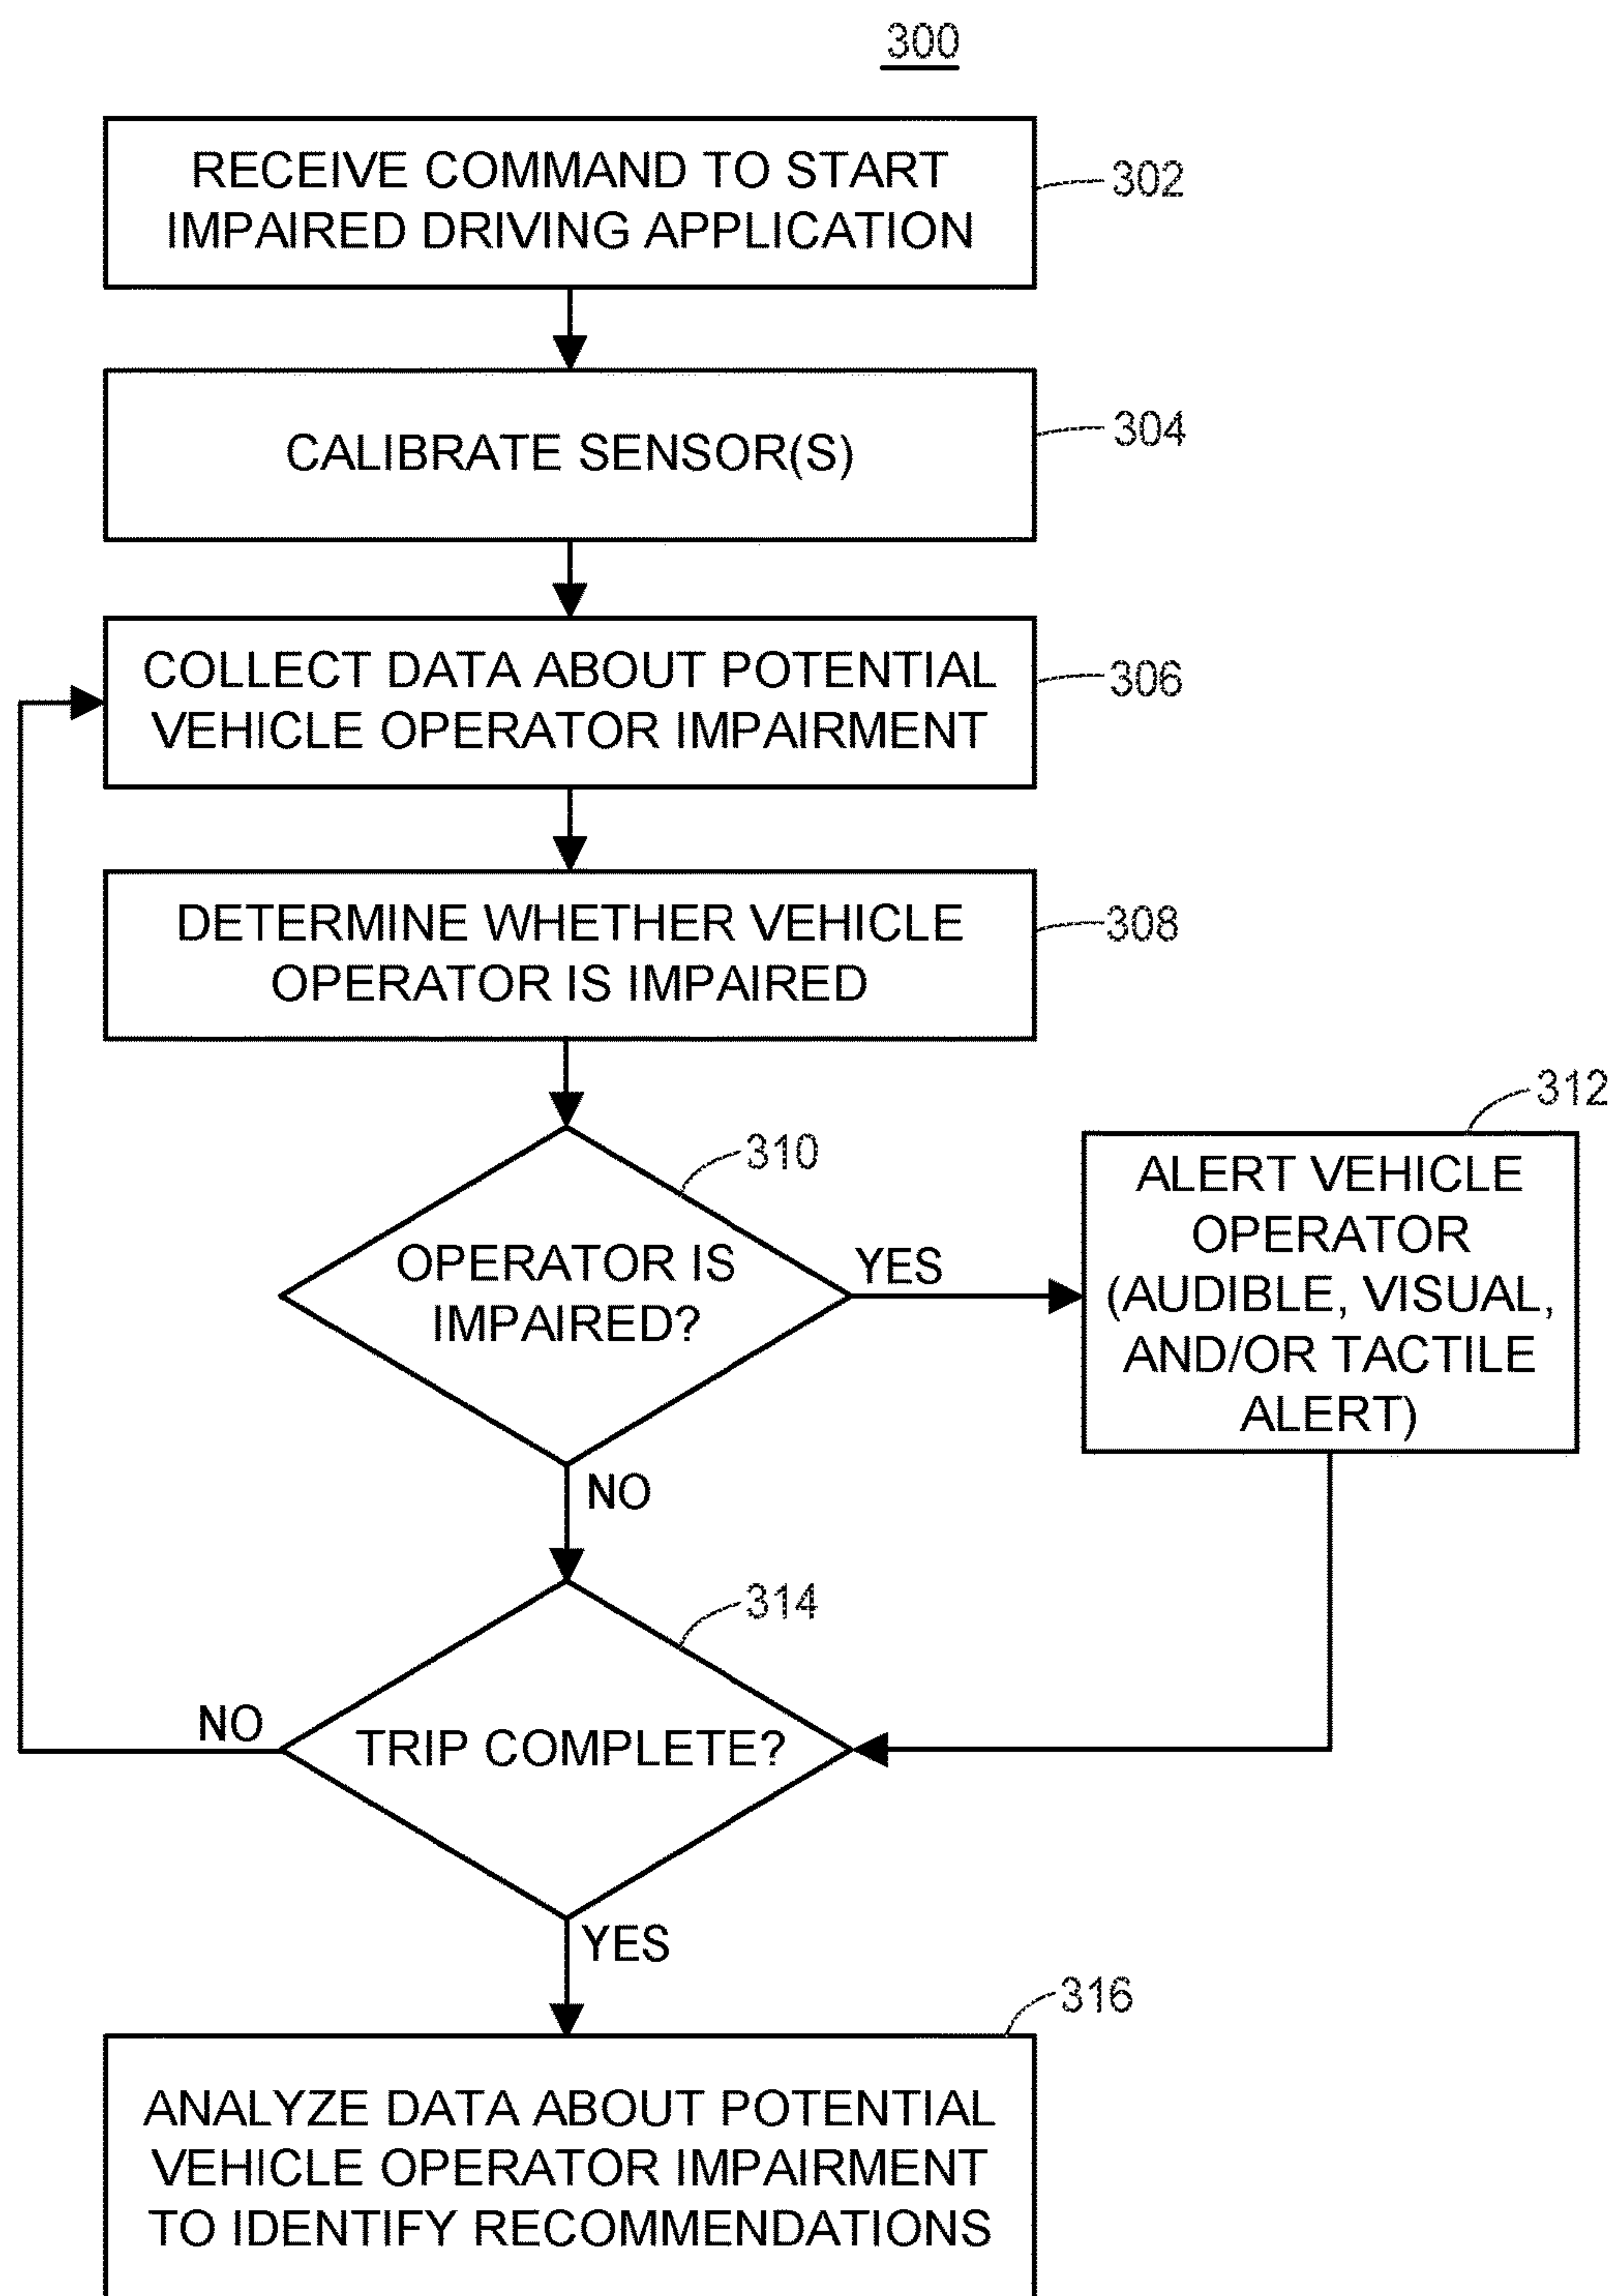 300
RECEIVE COMMAND TO START
IMPAIRED DRIVING APPLICATION
302
CALIBRATE SENSOR(S)
304
COLLECT DATA ABOUT POTENTIAL
VEHICLE OPERATOR IMPAIRMENT
306
DETERMINE WHETHER VEHICLE
OPERATOR IS IMPAIRED
308
310
OPERATOR IS
IMPAIRED?
YES
312
ALERT VEHICLE
OPERATOR
(AUDIBLE, VISUAL,
AND/OR TACTILE
ALERT)
NO
314
TRIP COMPLETE?
NO
YES
316
ANALYZE DATA ABOUT POTENTIAL
VEHICLE OPERATOR IMPAIRMENT
TO IDENTIFY RECOMMENDATIONS